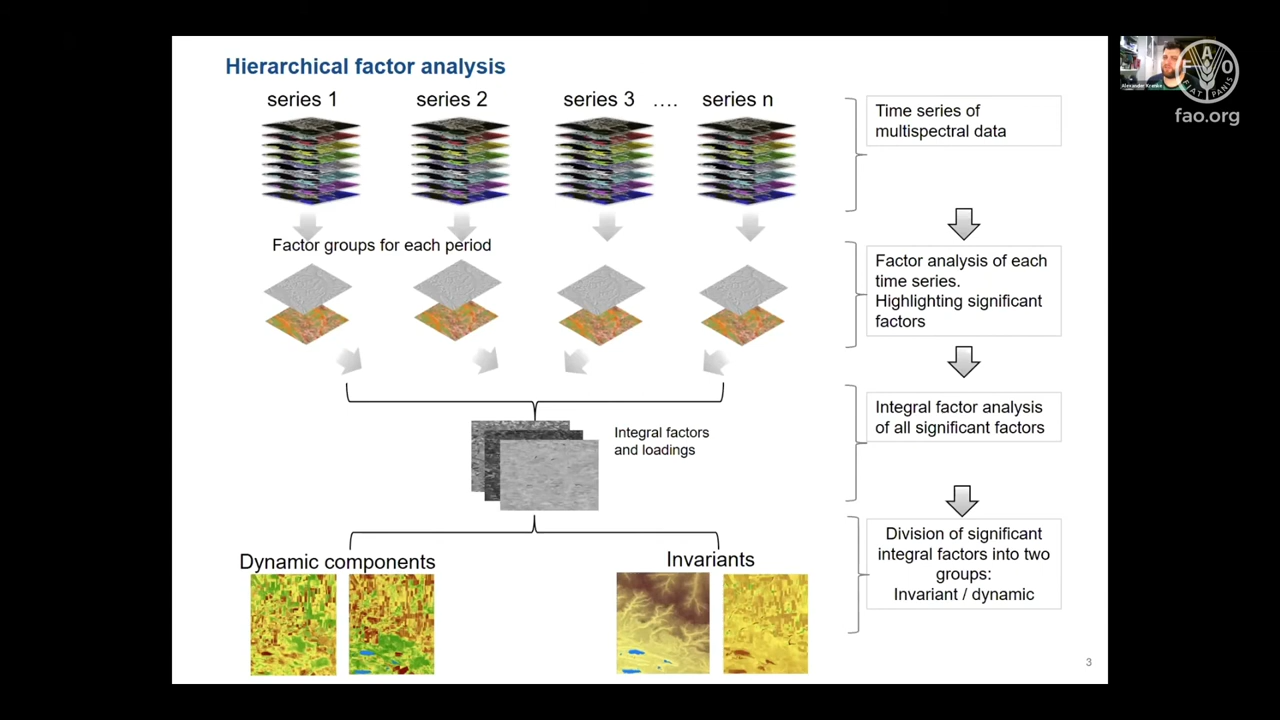 Hierarchical factor analysis
series 1
series 2
series 3
....
series n
Time series of
multispectral data
Factor groups for each period
Factor analysis of each
time series.
Highlighting significant
factors
Integral factors
and loadings
Integral factor analysis
of all significant factors
Dynamic components
Invariants
Division of significant
integral factors into two
groups:
Invariant / dynamic
3
F A O
FIAT PANIS
fao.org